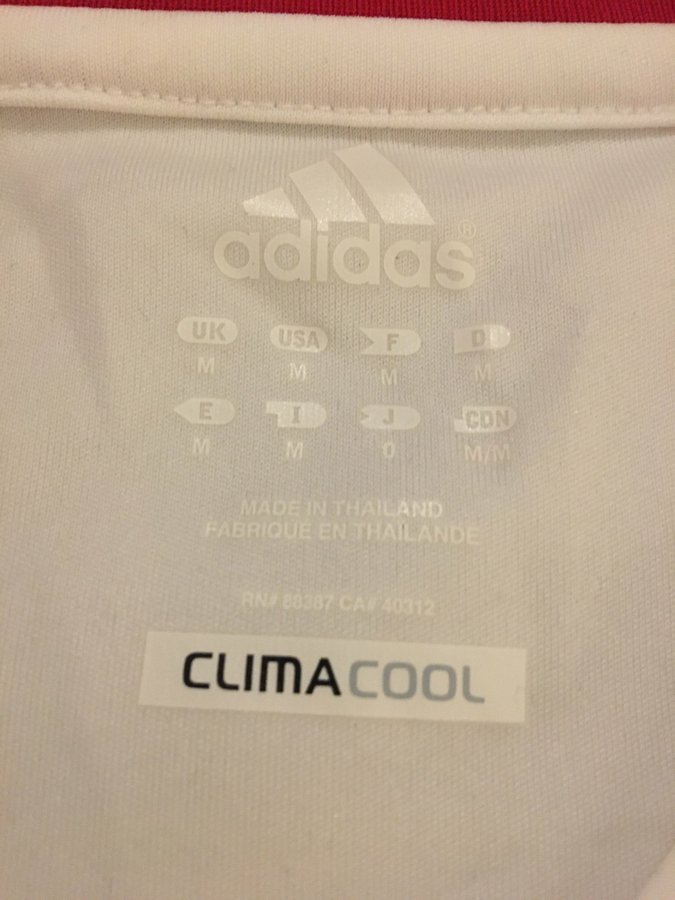 adidas®
UK USA F D
M M M M
E I J CDN
M M O M/M
MADE IN THAILAND
FABRIQUE EN THAILANDE
RN# 88387 CA# 40312
CLIMACOOL